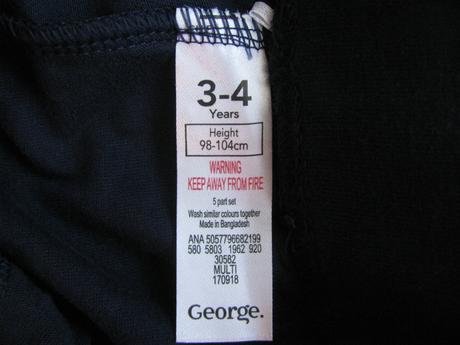 3-4
Years
Height
98-104cm
WARNING
KEEP AWAY FROM FIRE
5 part set
Wash similar colours together
Made in Bangladesh
ANA 5057796682199
580 5803 1962 920
30582
MULTI
170918
George.